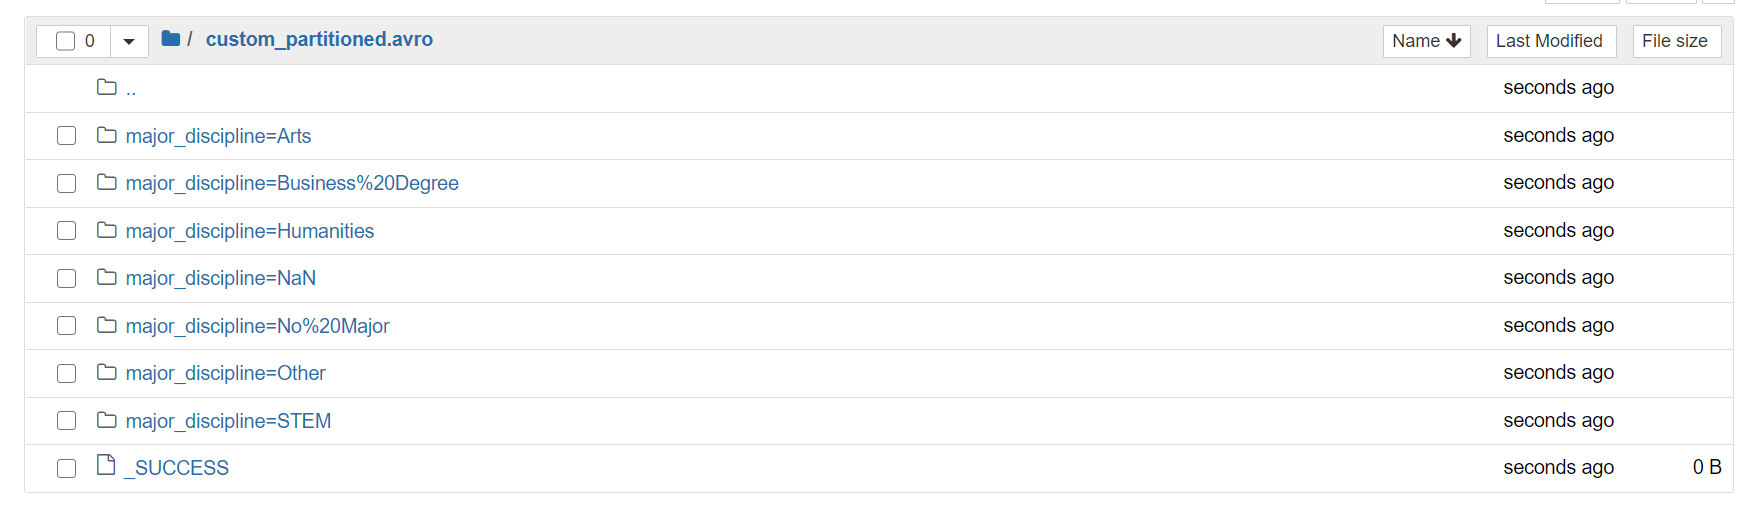 0 / custom_partitioned.avro Name Last Modified File size
.. seconds ago
major_discipline=Arts seconds ago
major_discipline=Business%20Degree seconds ago
major_discipline=Humanities seconds ago
major_discipline=NaN seconds ago
major_discipline=No%20Major seconds ago
major_discipline=Other seconds ago
major_discipline=STEM seconds ago
_SUCCESS seconds ago 0 B